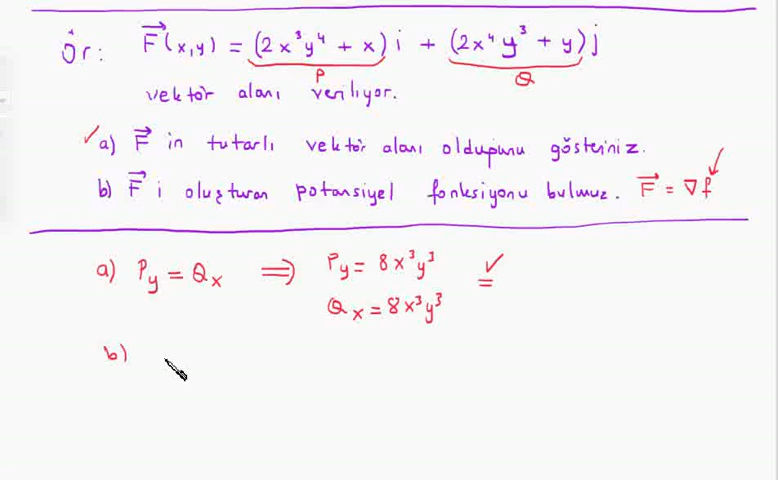 Ör: F⃗(x,y) = (2x³y⁴ + x)i + (2x⁴y³ + y)j
P Q
vektör alanı veriliyor.
✓a) F⃗ in tutarlı vektör alanı olduğunu gösteriniz.
b) F⃗ i oluşturan potansiyel fonksiyonu bulunuz. F⃗ = ∇f
a) Py = Qx ⟹ Py = 8x³y³ ✓
Qx = 8x³y³
b)